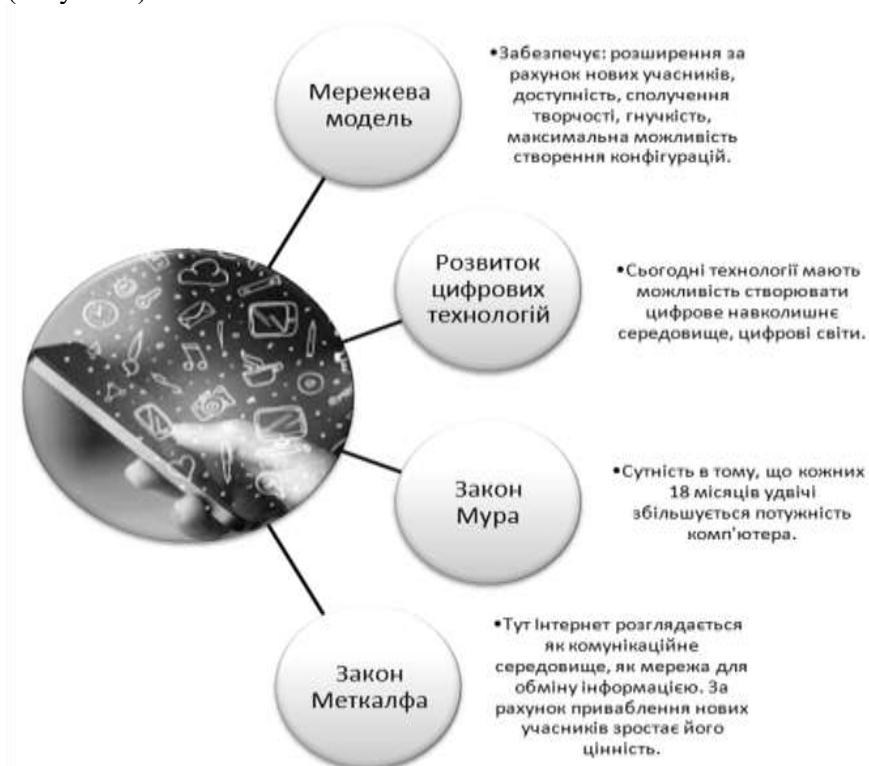 Мережева
модель
•Забезпечує: розширення за
рахунок нових учасників,
доступність, сполучення
творчості, гнучкість,
максимальна можливість
створення конфігурацій.
Розвиток
цифрових
технологій
•Сьогодні технології мають
можливість створювати
цифрове навколишнє
середовище, цифрові світи.
Закон
Мура
•Сутність в тому, що кожних
18 місяців удвічі
збільшується потужність
комп'ютера.
Закон
Меткалфа
•Тут Інтернет розглядається
як комунікаційне
середовище, як мережа для
обміну інформацією. За
рахунок приваблення нових
учасників зростає його
цінність.